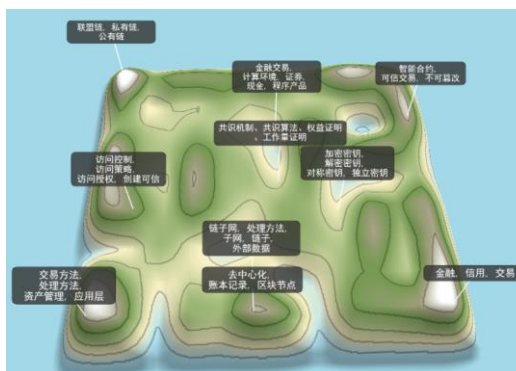 联盟链, 私有链,
公有链
金融交易,
计算环境, 证券,
现金, 程序产品
智能合约,
可信交易, 不可篡改
共识机制、共识算法、权益证明
、工作量证明
加密密钥,
解密密钥,
对称密钥, 独立密钥
访问控制,
访问策略,
访问授权, 创建可信
链子网, 处理方法,
子网, 链子,
外部数据
交易方法,
处理方法,
资产管理, 应用层
去中心化,
账本记录, 区块节点
金融, 信用, 交易